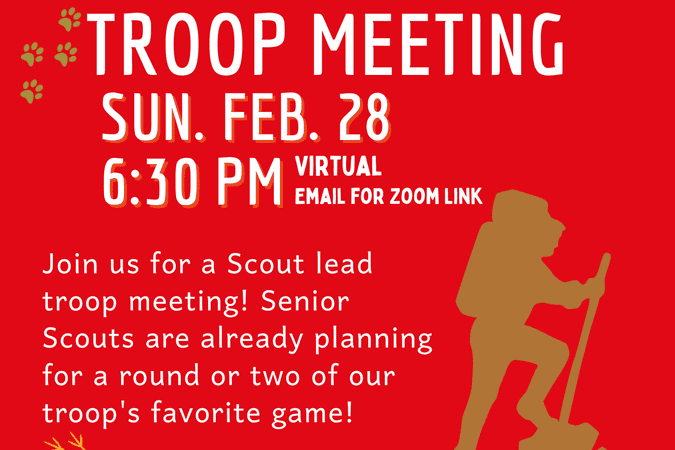 TROOP MEETING
SUN. FEB. 28
6:30 PM
VIRTUAL
EMAIL FOR ZOOM LINK
Join us for a Scout lead
troop meeting! Senior
Scouts are already planning
for a round or two of our
troop's favorite game!